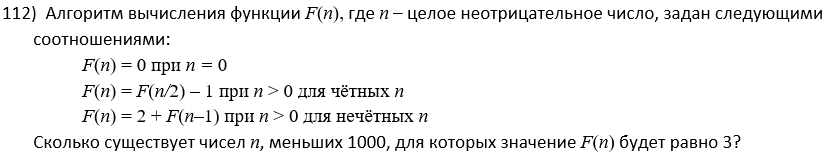 112) Алгоритм вычисления функции F(n), где n – целое неотрицательное число, задан следующими
соотношениями:
F(n) = 0 при n = 0
F(n) = F(n/2) – 1 при n > 0 для чётных n
F(n) = 2 + F(n–1) при n > 0 для нечётных n
Сколько существует чисел n, меньших 1000, для которых значение F(n) будет равно 3?